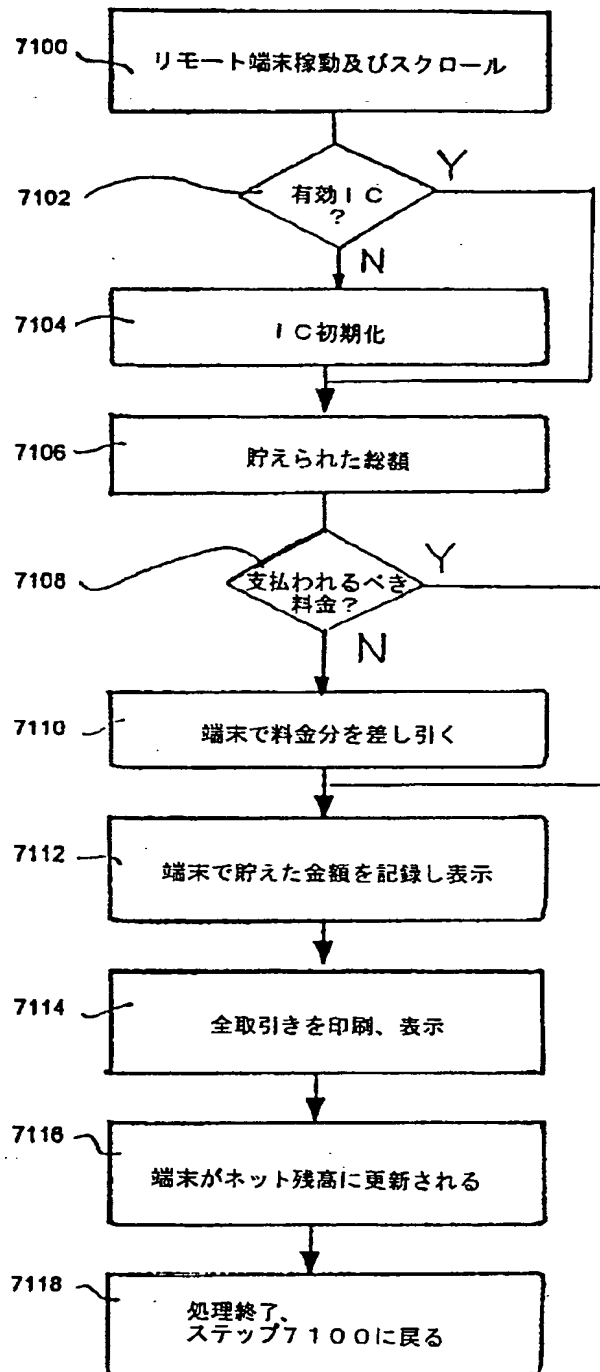 7100
リモート端末稼動及びスクロール
7102
有効IC
?
Y
N
7104
IC初期化
7106
貯えられた総額
7108
支払われるべき
料金?
Y
N
7110
端末で料金分を差し引く
7112
端末で貯えた金額を記録し表示
7114
全取引きを印刷、表示
7116
端末がネット残高に更新される
7118
処理終了、
ステップ7100に戻る